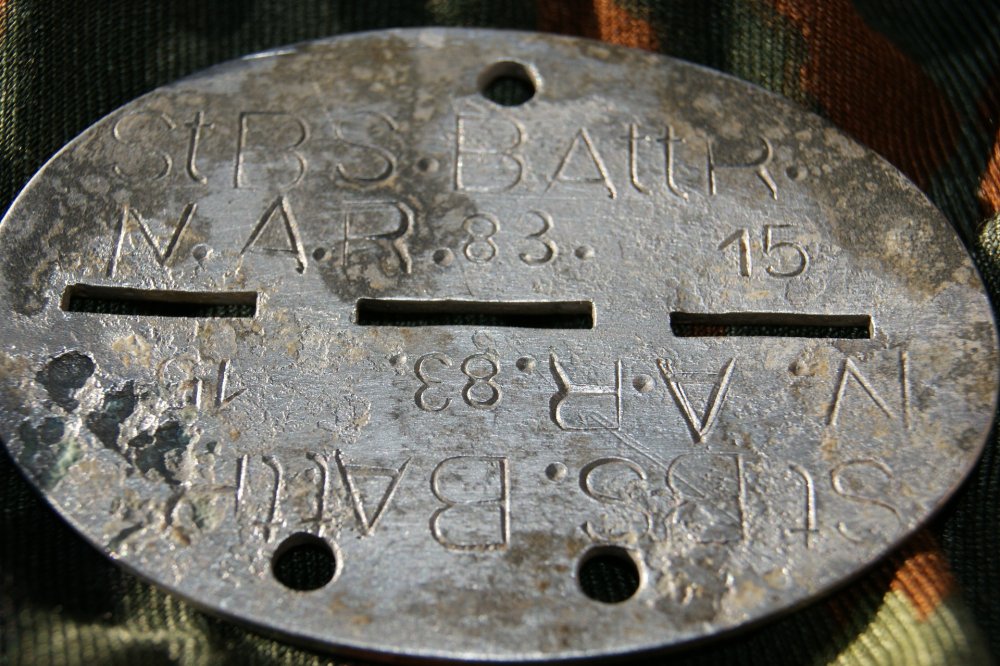 StBS. BAttR.
N.A.R. 83. 15
StBS. BAttr
N.A.R. 83. 15